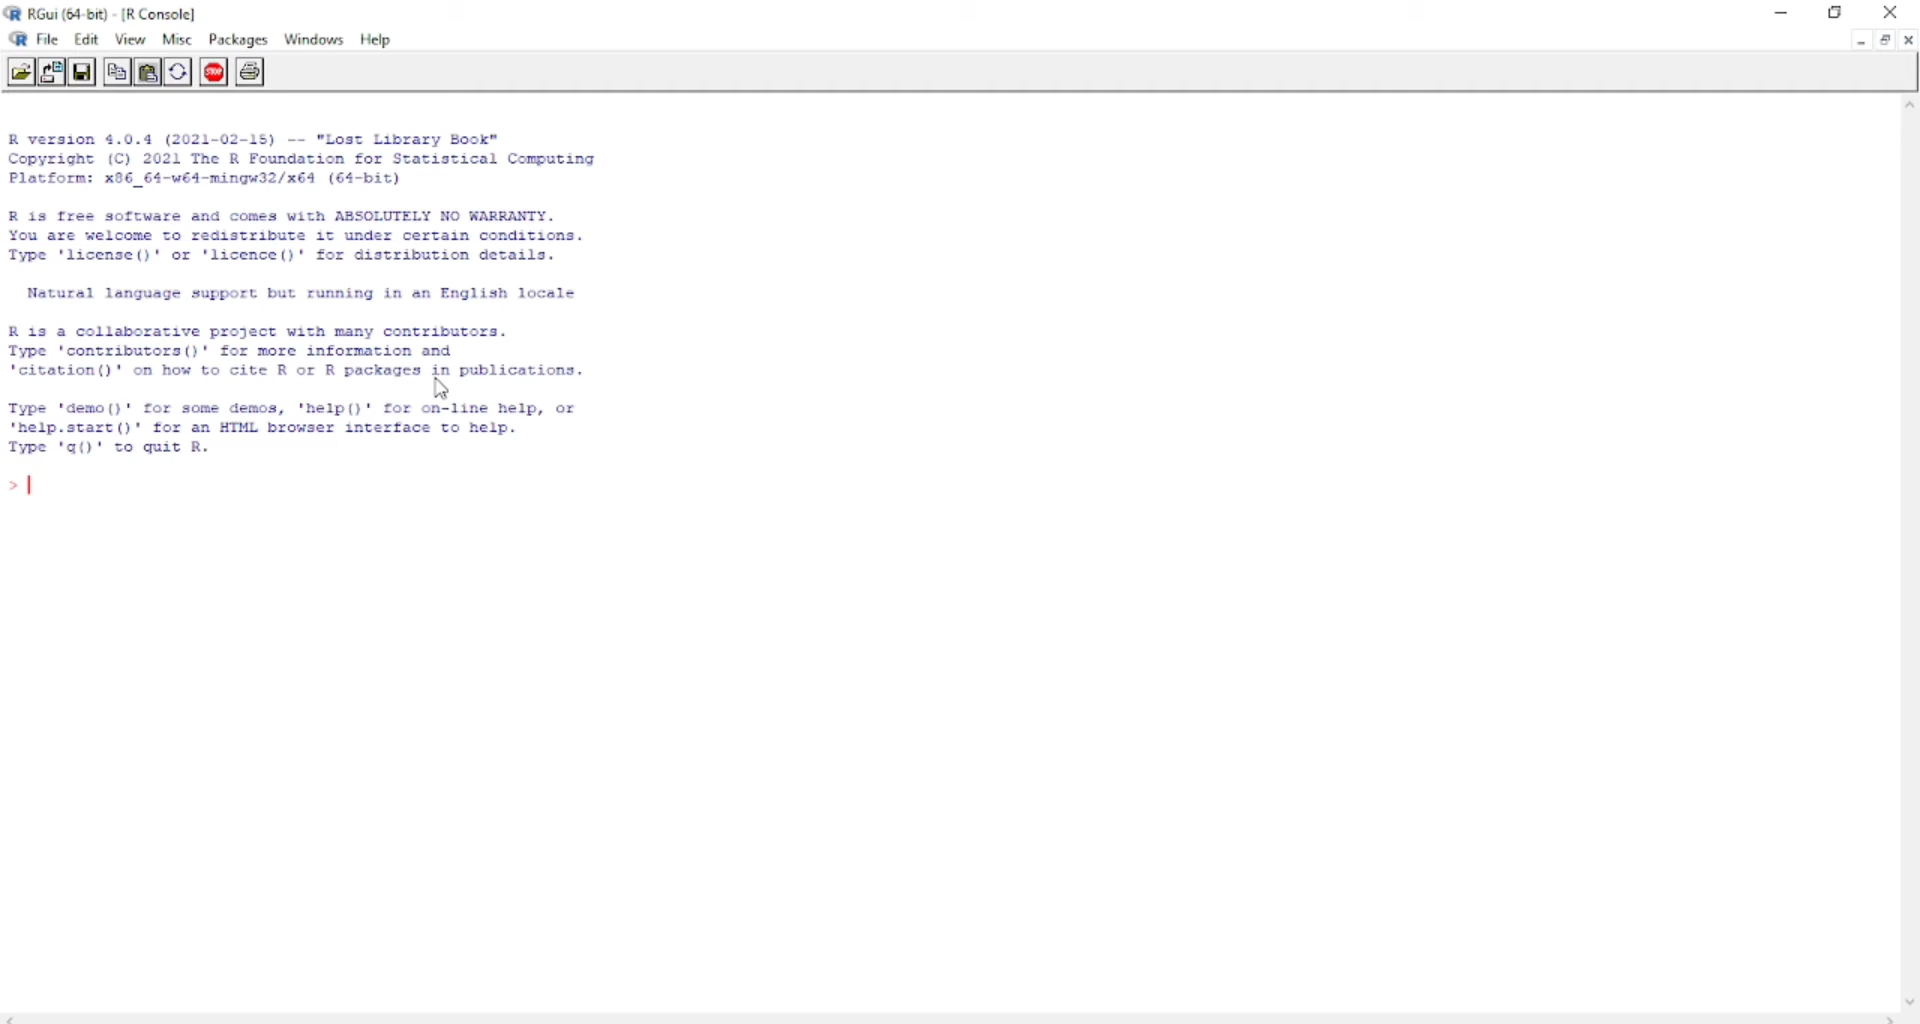 RGui (64-bit) - [R Console]
File Edit View Misc Packages Windows Help
STOP
R version 4.0.4 (2021-02-15) -- "Lost Library Book"
Copyright (C) 2021 The R Foundation for Statistical Computing
Platform: x86_64-w64-mingw32/x64 (64-bit)
R is free software and comes with ABSOLUTELY NO WARRANTY.
You are welcome to redistribute it under certain conditions.
Type 'license()' or 'licence()' for distribution details.
Natural language support but running in an English locale
R is a collaborative project with many contributors.
Type 'contributors()' for more information and
'citation()' on how to cite R or R packages in publications.
Type 'demo()' for some demos, 'help()' for on-line help, or
'help.start()' for an HTML browser interface to help.
Type 'q()' to quit R.
>